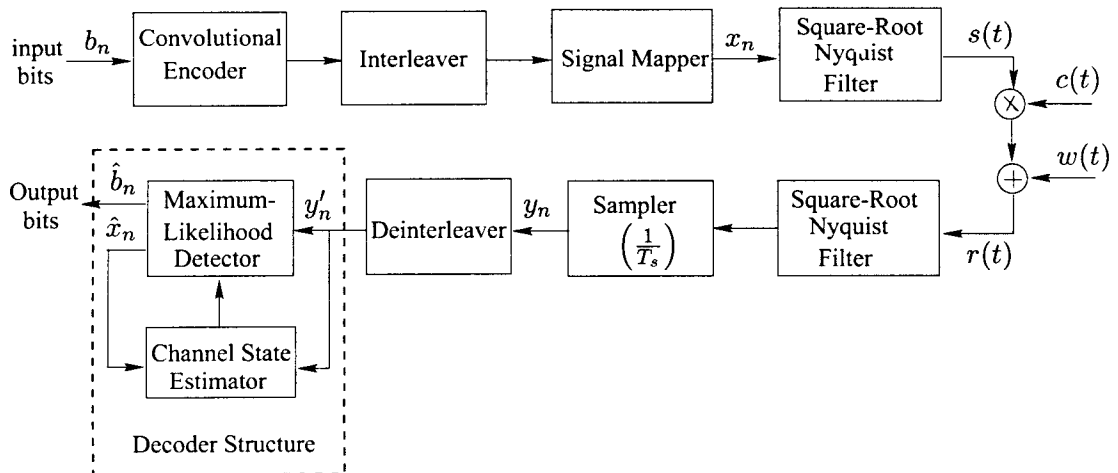 input
bits
b_n
Convolutional
Encoder
Interleaver
Signal Mapper
x_n
Square-Root
Nyquist
Filter
s(t)
×
c(t)
+
w(t)
r(t)
Square-Root
Nyquist
Filter
Sampler
(1/T_s)
y_n
Deinterleaver
y'_n
Maximum-
Likelihood
Detector
Output
bits
b̂_n
x̂_n
Channel State
Estimator
Decoder Structure